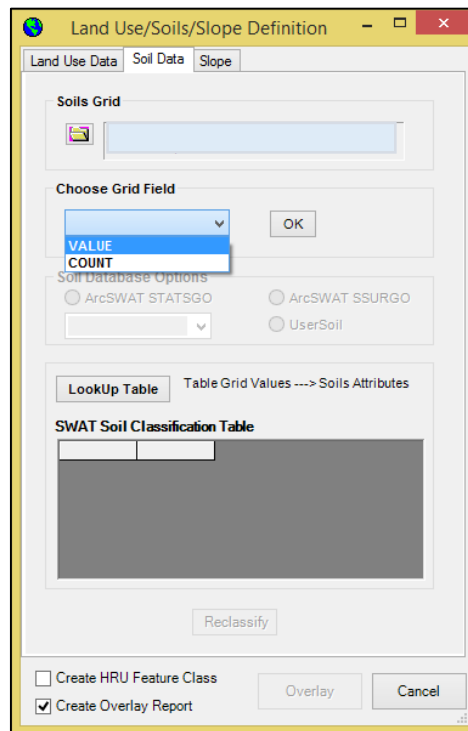 Land Use/Soils/Slope Definition
Land Use Data Soil Data Slope
Soils Grid
Choose Grid Field
OK
VALUE
COUNT
Soil Database Options
ArcSWAT STATSGO ArcSWAT SSURGO
UserSoil
LookUp Table Table Grid Values ---> Soils Attributes
SWAT Soil Classification Table
Reclassify
Create HRU Feature Class
Create Overlay Report
Overlay Cancel